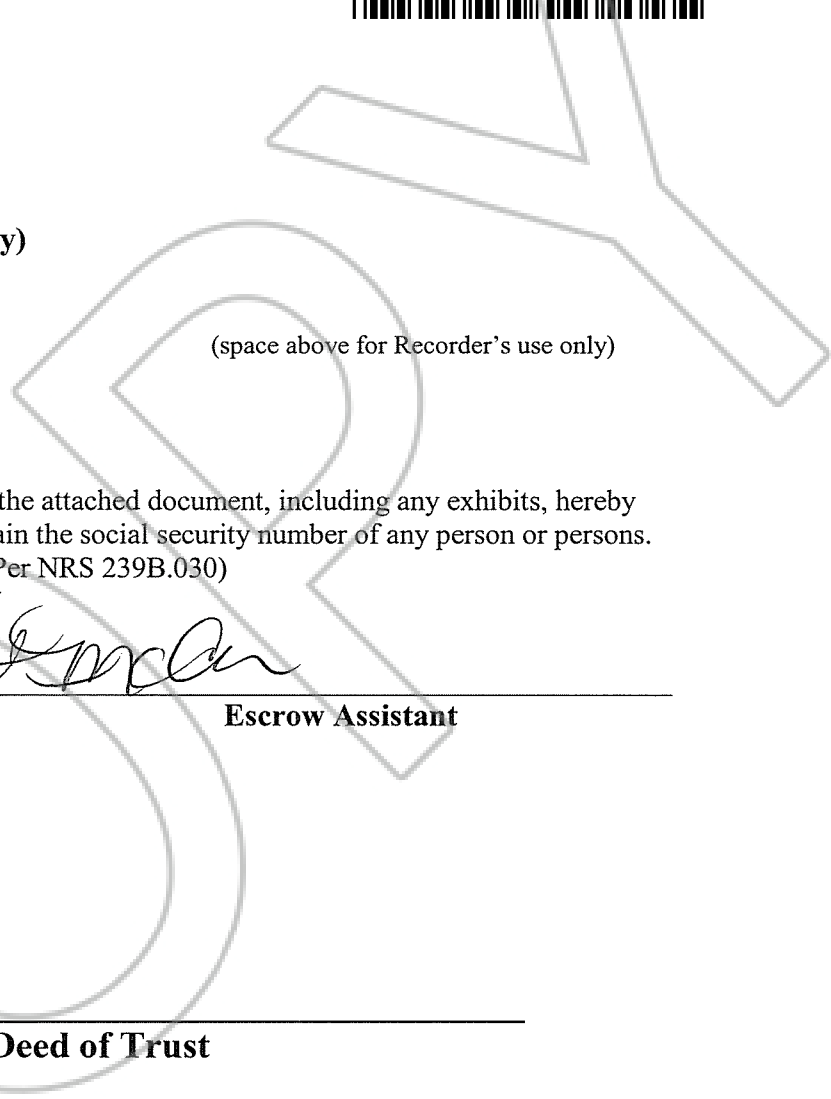 y)
(space above for Recorder's use only)
the attached document, including any exhibits, hereby
ain the social security number of any person or persons.
Per NRS 239B.030)
Escrow Assistant
Deed of Trust
OPY